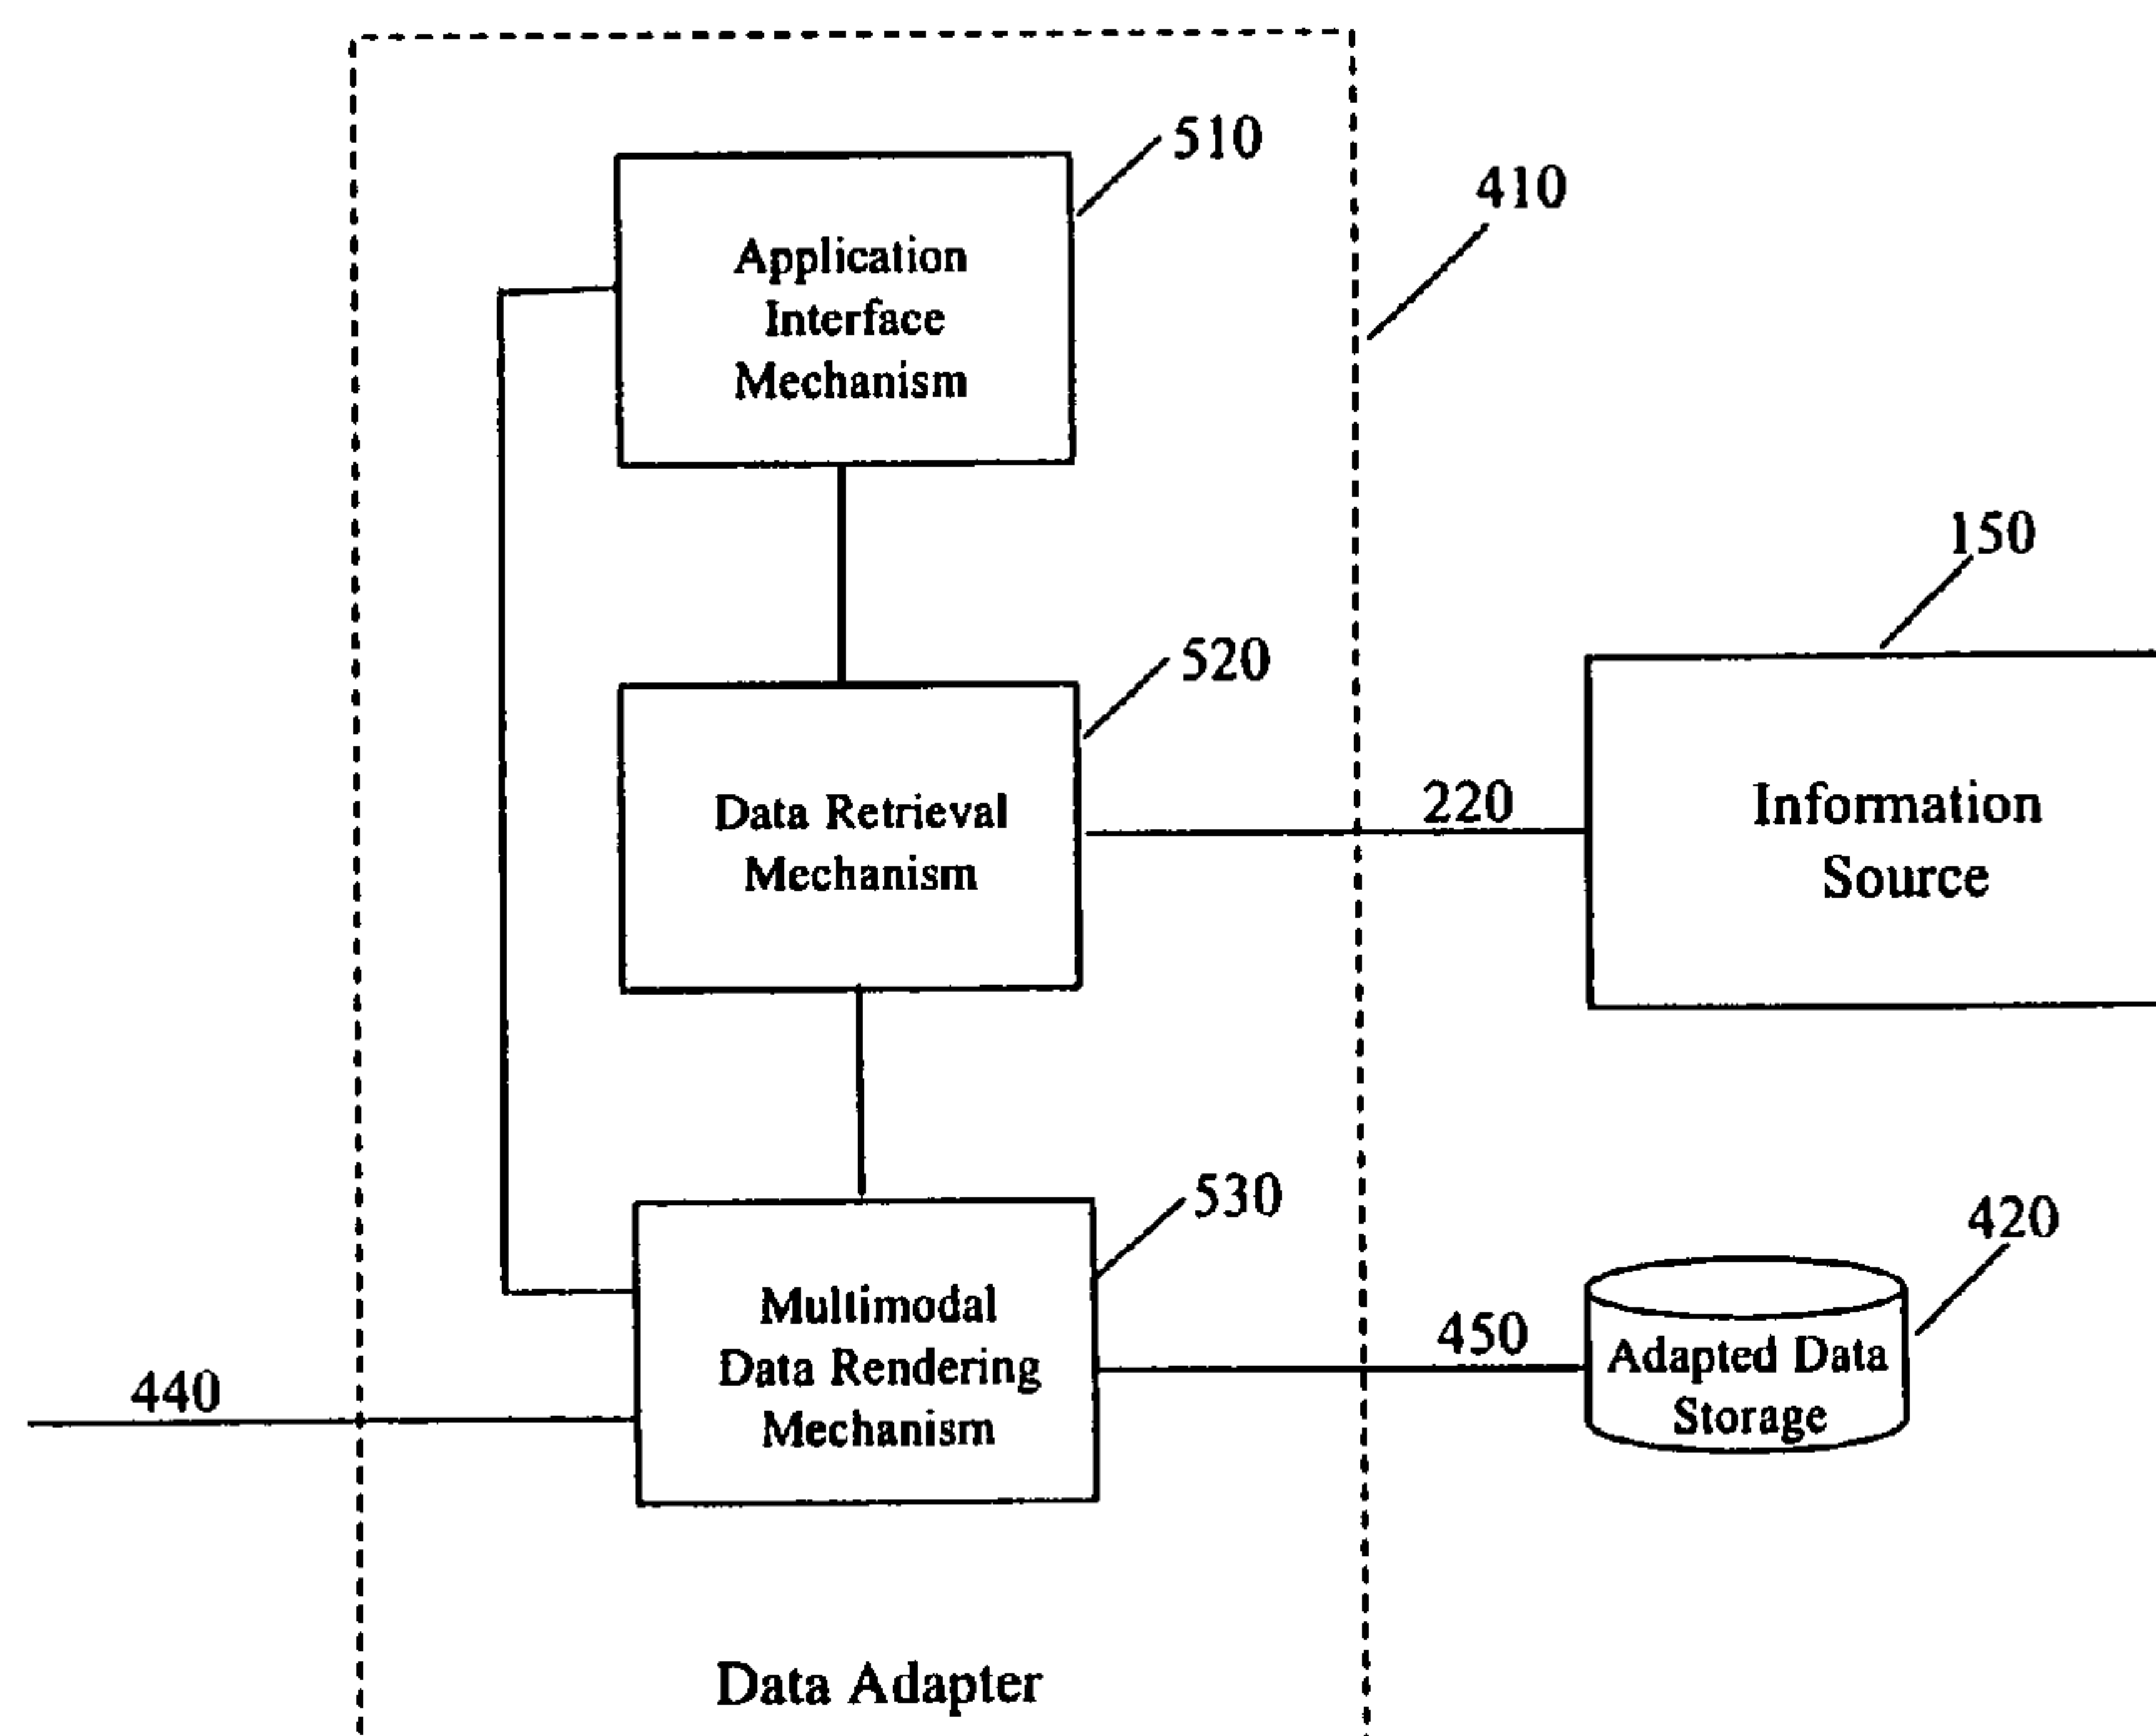 510
410
Application
Interface
Mechanism
150
520
220
Data Retrieval
Mechanism
Information
Source
530
420
440
Multimodal
Data Rendering
Mechanism
450
Adapted Data
Storage
Data Adapter